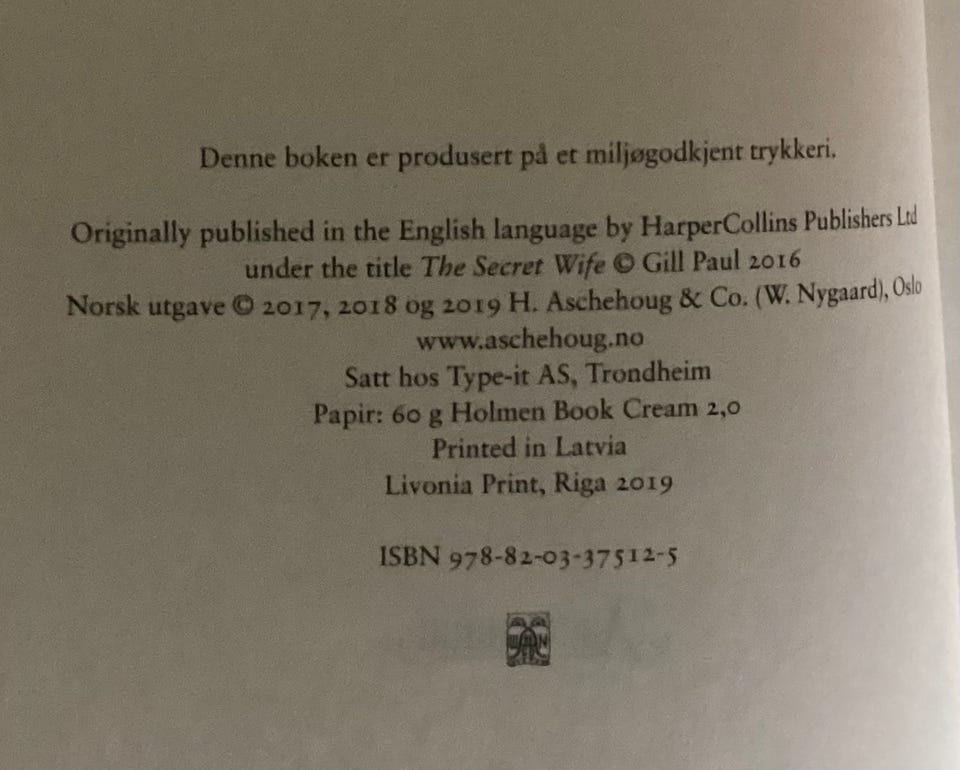 Denne boken er produsert på et miljøgodkjent trykkeri.
Originally published in the English language by HarperCollins Publishers Ltd
under the title The Secret Wife © Gill Paul 2016
Norsk utgave © 2017, 2018 og 2019 H. Aschehoug & Co. (W. Nygaard), Oslo
www.aschehoug.no
Satt hos Type-it AS, Trondheim
Papir: 60 g Holmen Book Cream 2,0
Printed in Latvia
Livonia Print, Riga 2019
ISBN 978-82-03-37512-5